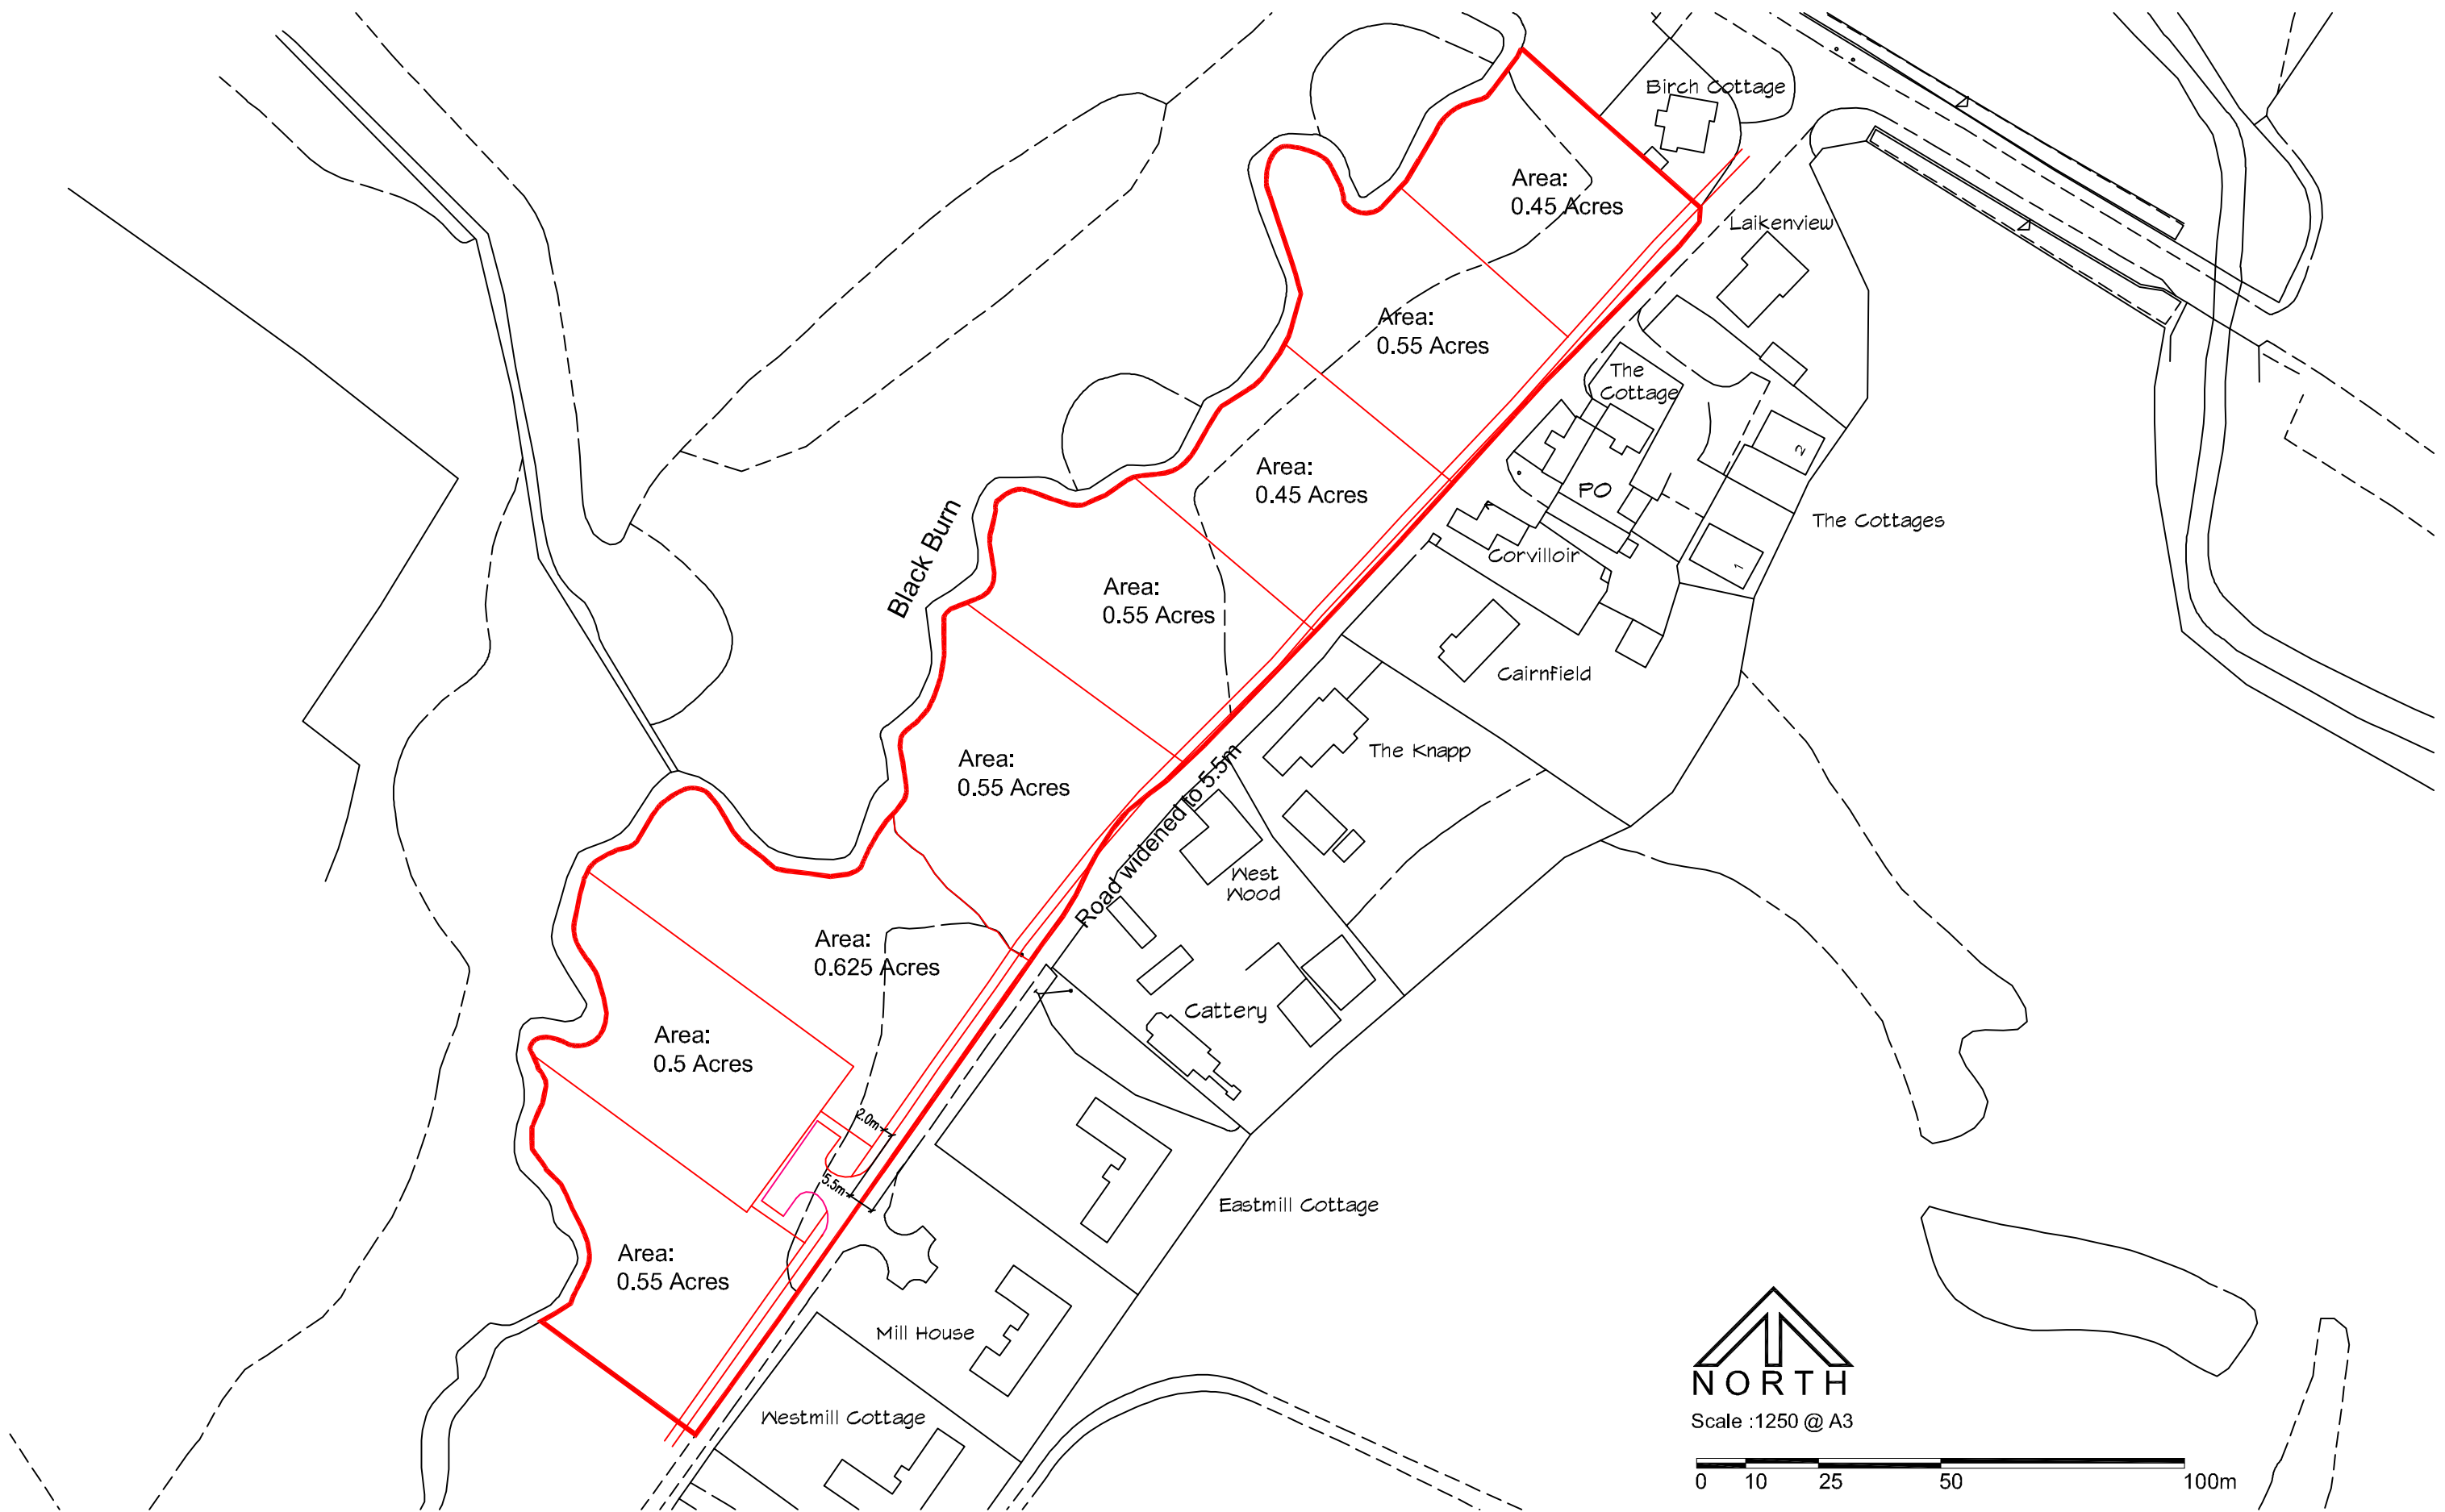 Birch Cottage
Area:
0.45 Acres
Laikenview
Area:
0.55 Acres
The
Cottage
2
Area:
0.45 Acres
PO
The Cottages
Black Burn
Corvilloir
1
Area:
0.55 Acres
Cairnfield
The Knapp
Area:
0.55 Acres
Road widened to 5.5m
West
Wood
Area:
0.625 Acres
Cattery
Area:
0.5 Acres
2.0m
5.5m
Eastmill Cottage
Area:
0.55 Acres
Mill House
Westmill Cottage
NORTH
Scale :1250 @ A3
0 10 25 50 100m